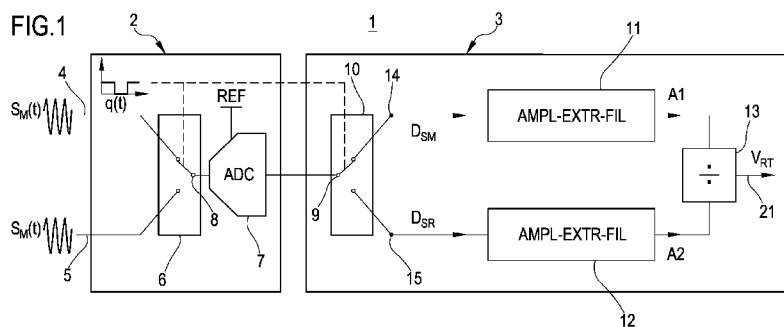 FIG.1
1
2
3
4
S_M(t)
q(t)
REF
ADC
10
14
11
AMPL-EXTR-FIL
A1
13
÷
V_RT
21
D_SM
8
9
S_M(t)
5
6
7
D_SR
15
AMPL-EXTR-FIL
A2
12